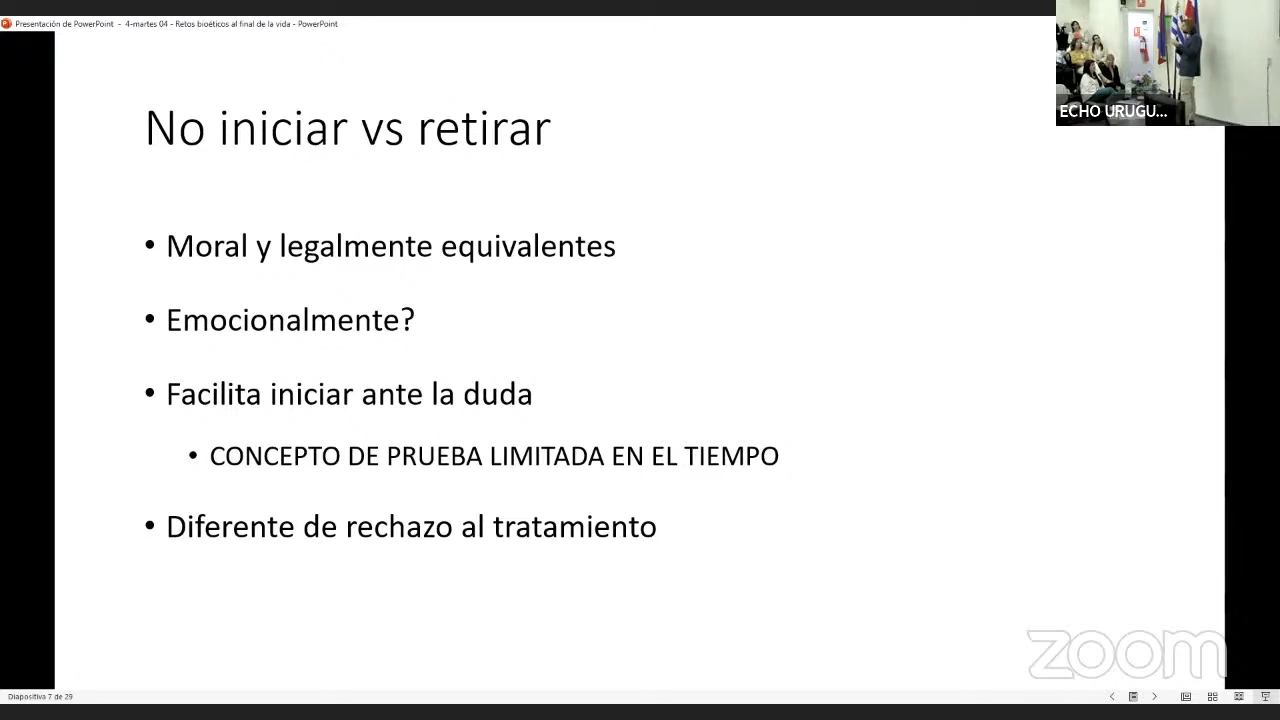 Presentación de PowerPoint - 4-martes 04 - Retos bioéticos al final de la vida - PowerPoint
ECHO URUGU...
No iniciar vs retirar
• Moral y legalmente equivalentes
• Emocionalmente?
• Facilita iniciar ante la duda
• CONCEPTO DE PRUEBA LIMITADA EN EL TIEMPO
• Diferente de rechazo al tratamiento
zoom
Diapositiva 7 de 29